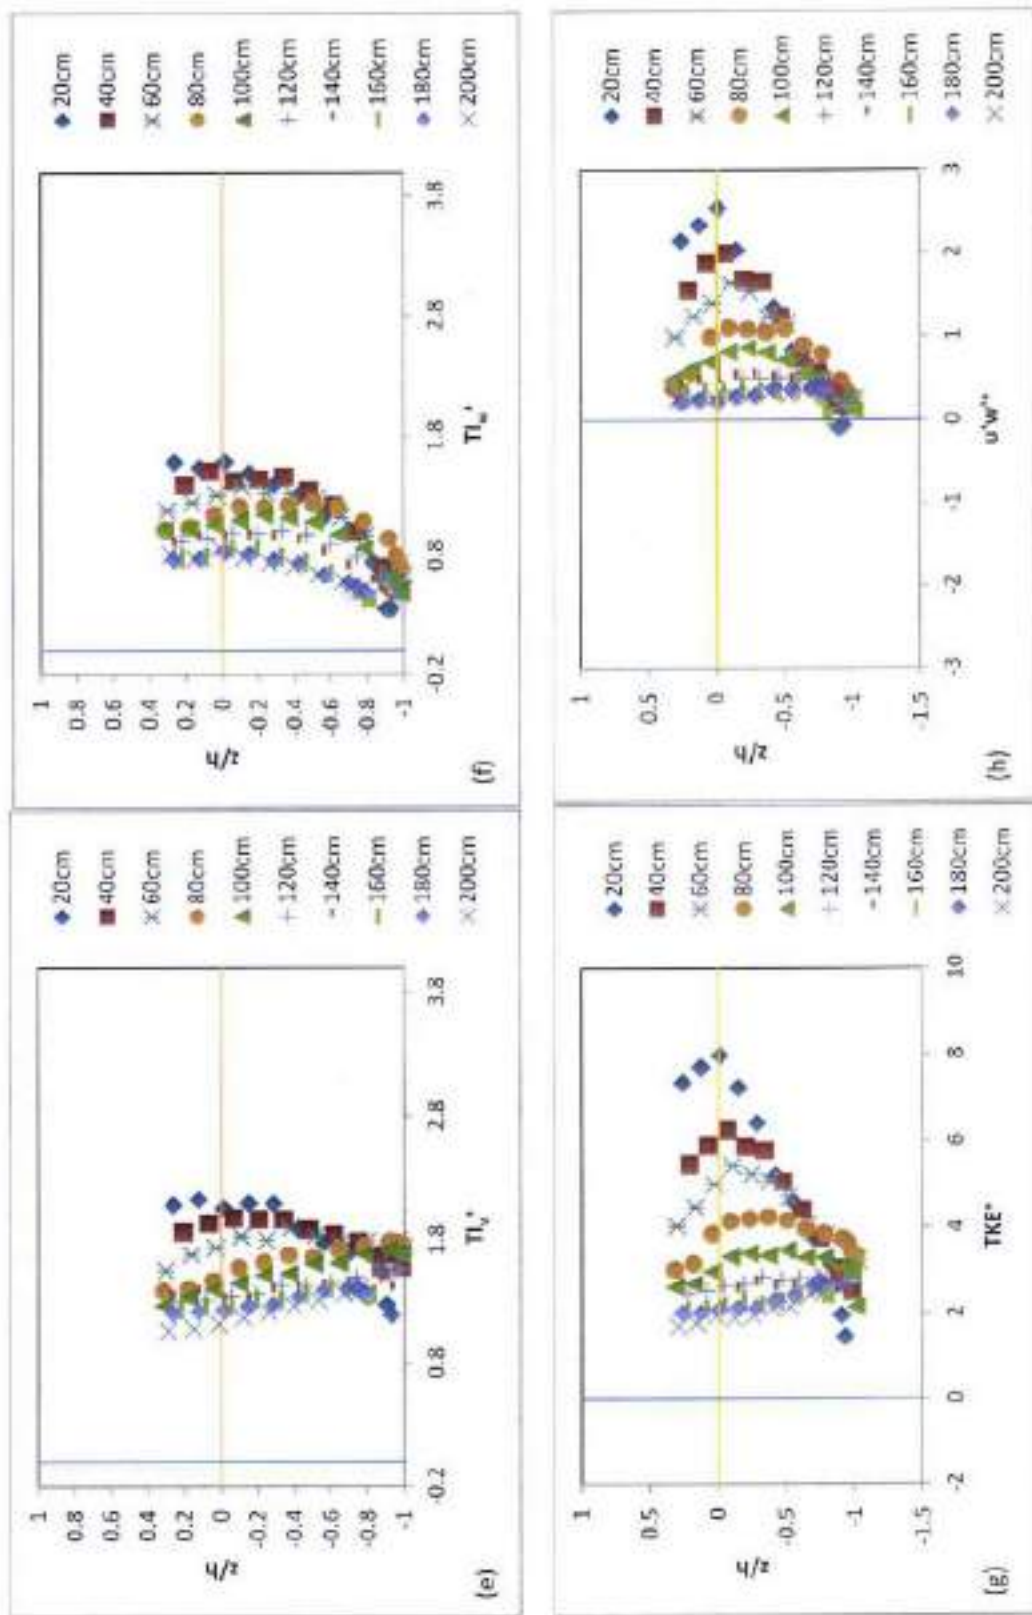 1
0.8
0.6
0.4
0.2
0
-0.2
-0.4
-0.6
-0.8
-1
z/h
-0.2 0.8 1.8 2.8 3.8
TIv+
(e)
20cm
40cm
60cm
80cm
100cm
120cm
140cm
160cm
180cm
200cm
1
0.8
0.6
0.4
0.2
0
-0.2
-0.4
-0.6
-0.8
-1
z/h
-0.2 0.8 1.8 2.8 3.8
TIw+
(f)
20cm
40cm
60cm
80cm
100cm
120cm
140cm
160cm
180cm
200cm
1
0.5
0
-0.5
-1
-1.5
z/h
-2 0 2 4 6 8 10
TKE+
(g)
20cm
40cm
60cm
80cm
100cm
120cm
140cm
160cm
180cm
200cm
1
0.5
0
-0.5
-1
-1.5
z/h
-3 -2 -1 0 1 2 3
u'w'+
(h)
20cm
40cm
60cm
80cm
100cm
120cm
140cm
160cm
180cm
200cm